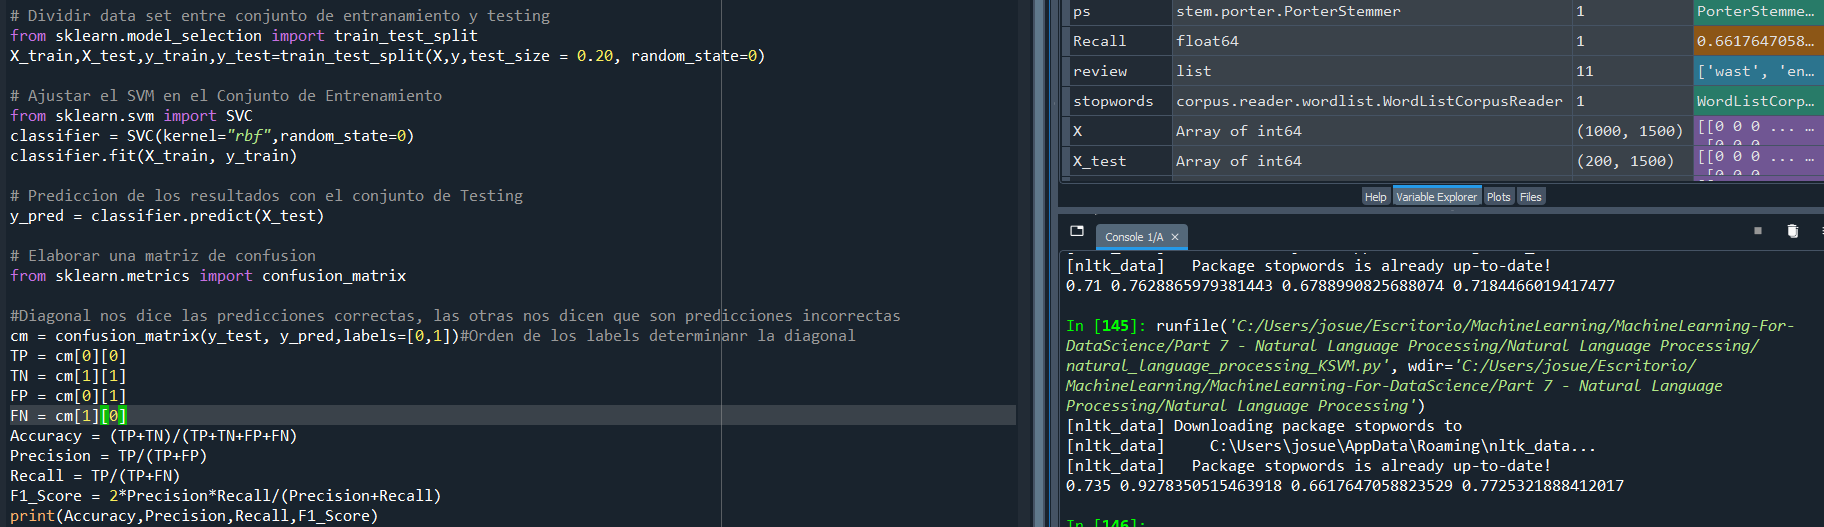 # Dividir data set entre conjunto de entranamiento y testing
from sklearn.model_selection import train_test_split
X_train,X_test,y_train,y_test=train_test_split(X,y,test_size = 0.20, random_state=0)
# Ajustar el SVM en el Conjunto de Entrenamiento
from sklearn.svm import SVC
classifier = SVC(kernel="rbf",random_state=0)
classifier.fit(X_train, y_train)
# Prediccion de los resultados con el conjunto de Testing
y_pred = classifier.predict(X_test)
# Elaborar una matriz de confusion
from sklearn.metrics import confusion_matrix
#Diagonal nos dice las predicciones correctas, las otras nos dicen que son predicciones incorrectas
cm = confusion_matrix(y_test, y_pred,labels=[0,1])#Orden de los labels determinanr la diagonal
TP = cm[0][0]
TN = cm[1][1]
FP = cm[0][1]
FN = cm[1][0]
Accuracy = (TP+TN)/(TP+TN+FP+FN)
Precision = TP/(TP+FP)
Recall = TP/(TP+FN)
F1_Score = 2*Precision*Recall/(Precision+Recall)
print(Accuracy,Precision,Recall,F1_Score)
ps stem.porter.PorterStemmer 1 PorterStemme…
Recall float64 1 0.6617647058…
review list 11 ['wast', 'en…
stopwords corpus.reader.wordlist.WordListCorpusReader 1 WordListCorp…
X Array of int64 (1000, 1500) [[0 0 0 ... …
X_test Array of int64 (200, 1500) [[0 0 0 ... …
Help Variable Explorer Plots Files
Console 1/A ×
[nltk_data]   Package stopwords is already up-to-date!
0.71 0.7628865979381443 0.6788990825688074 0.7184466019417477
In [145]: runfile('C:/Users/josue/Escritorio/MachineLearning/MachineLearning-For-
DataScience/Part 7 - Natural Language Processing/Natural Language Processing/
natural_language_processing_KSVM.py', wdir='C:/Users/josue/Escritorio/
MachineLearning/MachineLearning-For-DataScience/Part 7 - Natural Language
Processing/Natural Language Processing')
[nltk_data] Downloading package stopwords to
[nltk_data]     C:\Users\josue\AppData\Roaming\nltk_data...
[nltk_data]   Package stopwords is already up-to-date!
0.735 0.9278350515463918 0.6617647058823529 0.7725321888412017
In [146]: